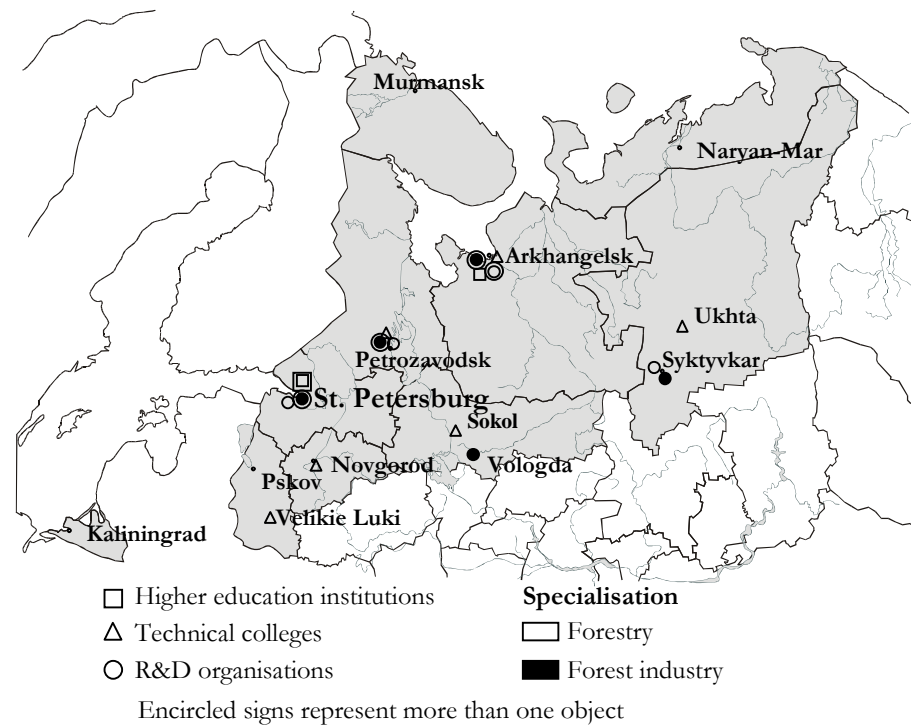 Murmansk
Naryan-Mar
Arkhangelsk
Ukhta
Petrozavodsk
Syktyvkar
St. Petersburg
Sokol
Novgorod
Vologda
Pskov
Velikie Luki
Kaliningrad
Higher education institutions
Technical colleges
R&D organisations
Encircled signs represent more than one object
Specialisation
Forestry
Forest industry